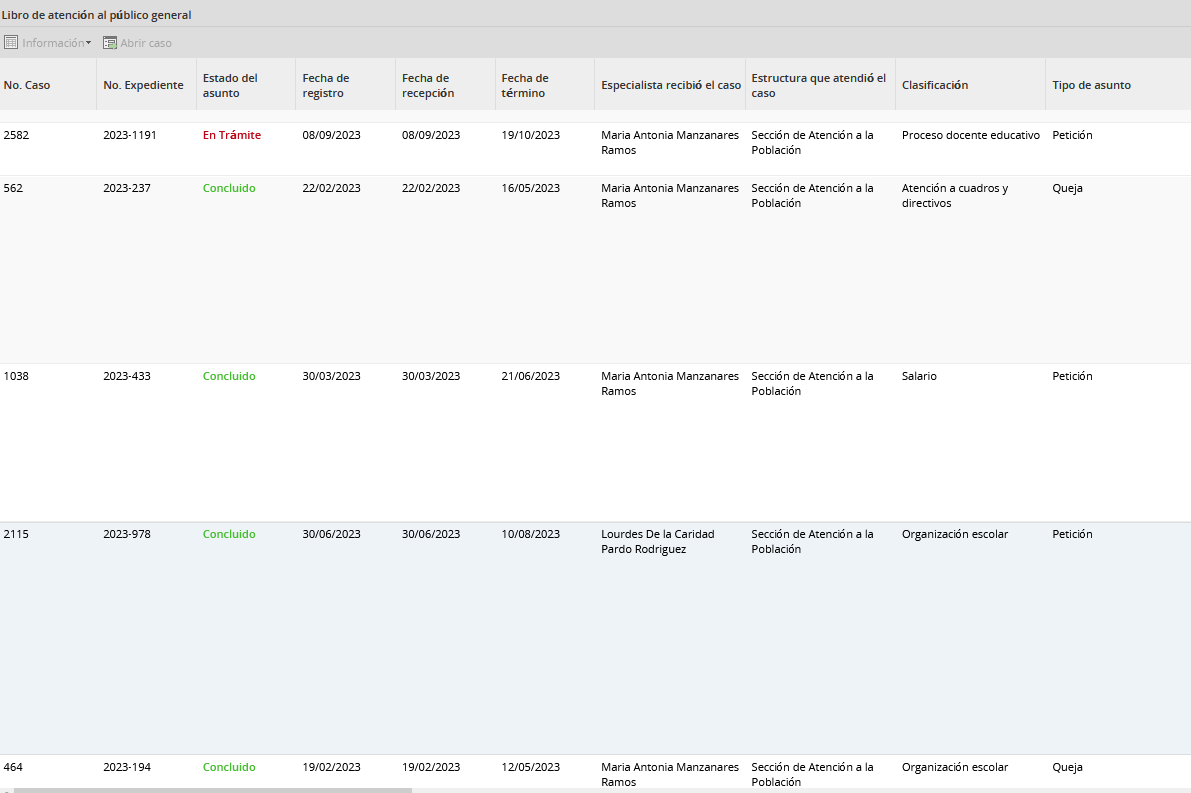 Libro de atención al público general
Información Abrir caso
No. Caso No. Expediente Estado del asunto Fecha de registro Fecha de recepción Fecha de término Especialista recibió el caso Estructura que atendió el caso Clasificación Tipo de asunto
2582 2023-1191 En Trámite 08/09/2023 08/09/2023 19/10/2023 Maria Antonia Manzanares Sección de Atención a la Proceso docente educativo Petición
Ramos Población
562 2023-237 Concluido 22/02/2023 22/02/2023 16/05/2023 Maria Antonia Manzanares Sección de Atención a la Atención a cuadros y Queja
Ramos Población directivos
1038 2023-433 Concluido 30/03/2023 30/03/2023 21/06/2023 Maria Antonia Manzanares Sección de Atención a la Salario Petición
Ramos Población
2115 2023-978 Concluido 30/06/2023 30/06/2023 10/08/2023 Lourdes De la Caridad Sección de Atención a la Organización escolar Petición
Pardo Rodriguez Población
464 2023-194 Concluido 19/02/2023 19/02/2023 12/05/2023 Maria Antonia Manzanares Sección de Atención a la Organización escolar Queja
Ramos Población